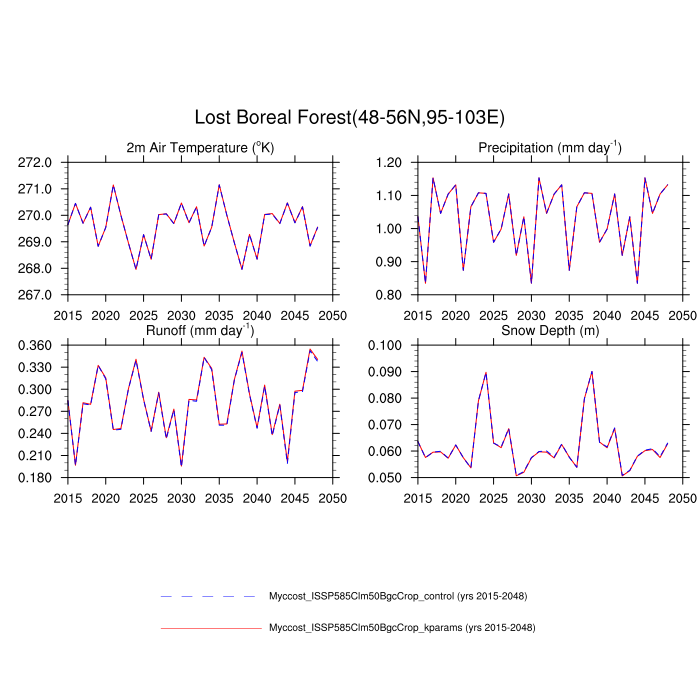 Lost Boreal Forest(48-56N,95-103E)
2m Air Temperature (°K)
272.0
271.0
270.0
269.0
268.0
267.0
2015 2020 2025 2030 2035 2040 2045 2050
Precipitation (mm day⁻¹)
1.20
1.10
1.00
0.90
0.80
2015 2020 2025 2030 2035 2040 2045 2050
Runoff (mm day⁻¹)
0.360
0.330
0.300
0.270
0.240
0.210
0.180
2015 2020 2025 2030 2035 2040 2045 2050
Snow Depth (m)
0.100
0.090
0.080
0.070
0.060
0.050
2015 2020 2025 2030 2035 2040 2045 2050
Myccost_ISSP585Clm50BgcCrop_control (yrs 2015-2048)
Myccost_ISSP585Clm50BgcCrop_kparams (yrs 2015-2048)